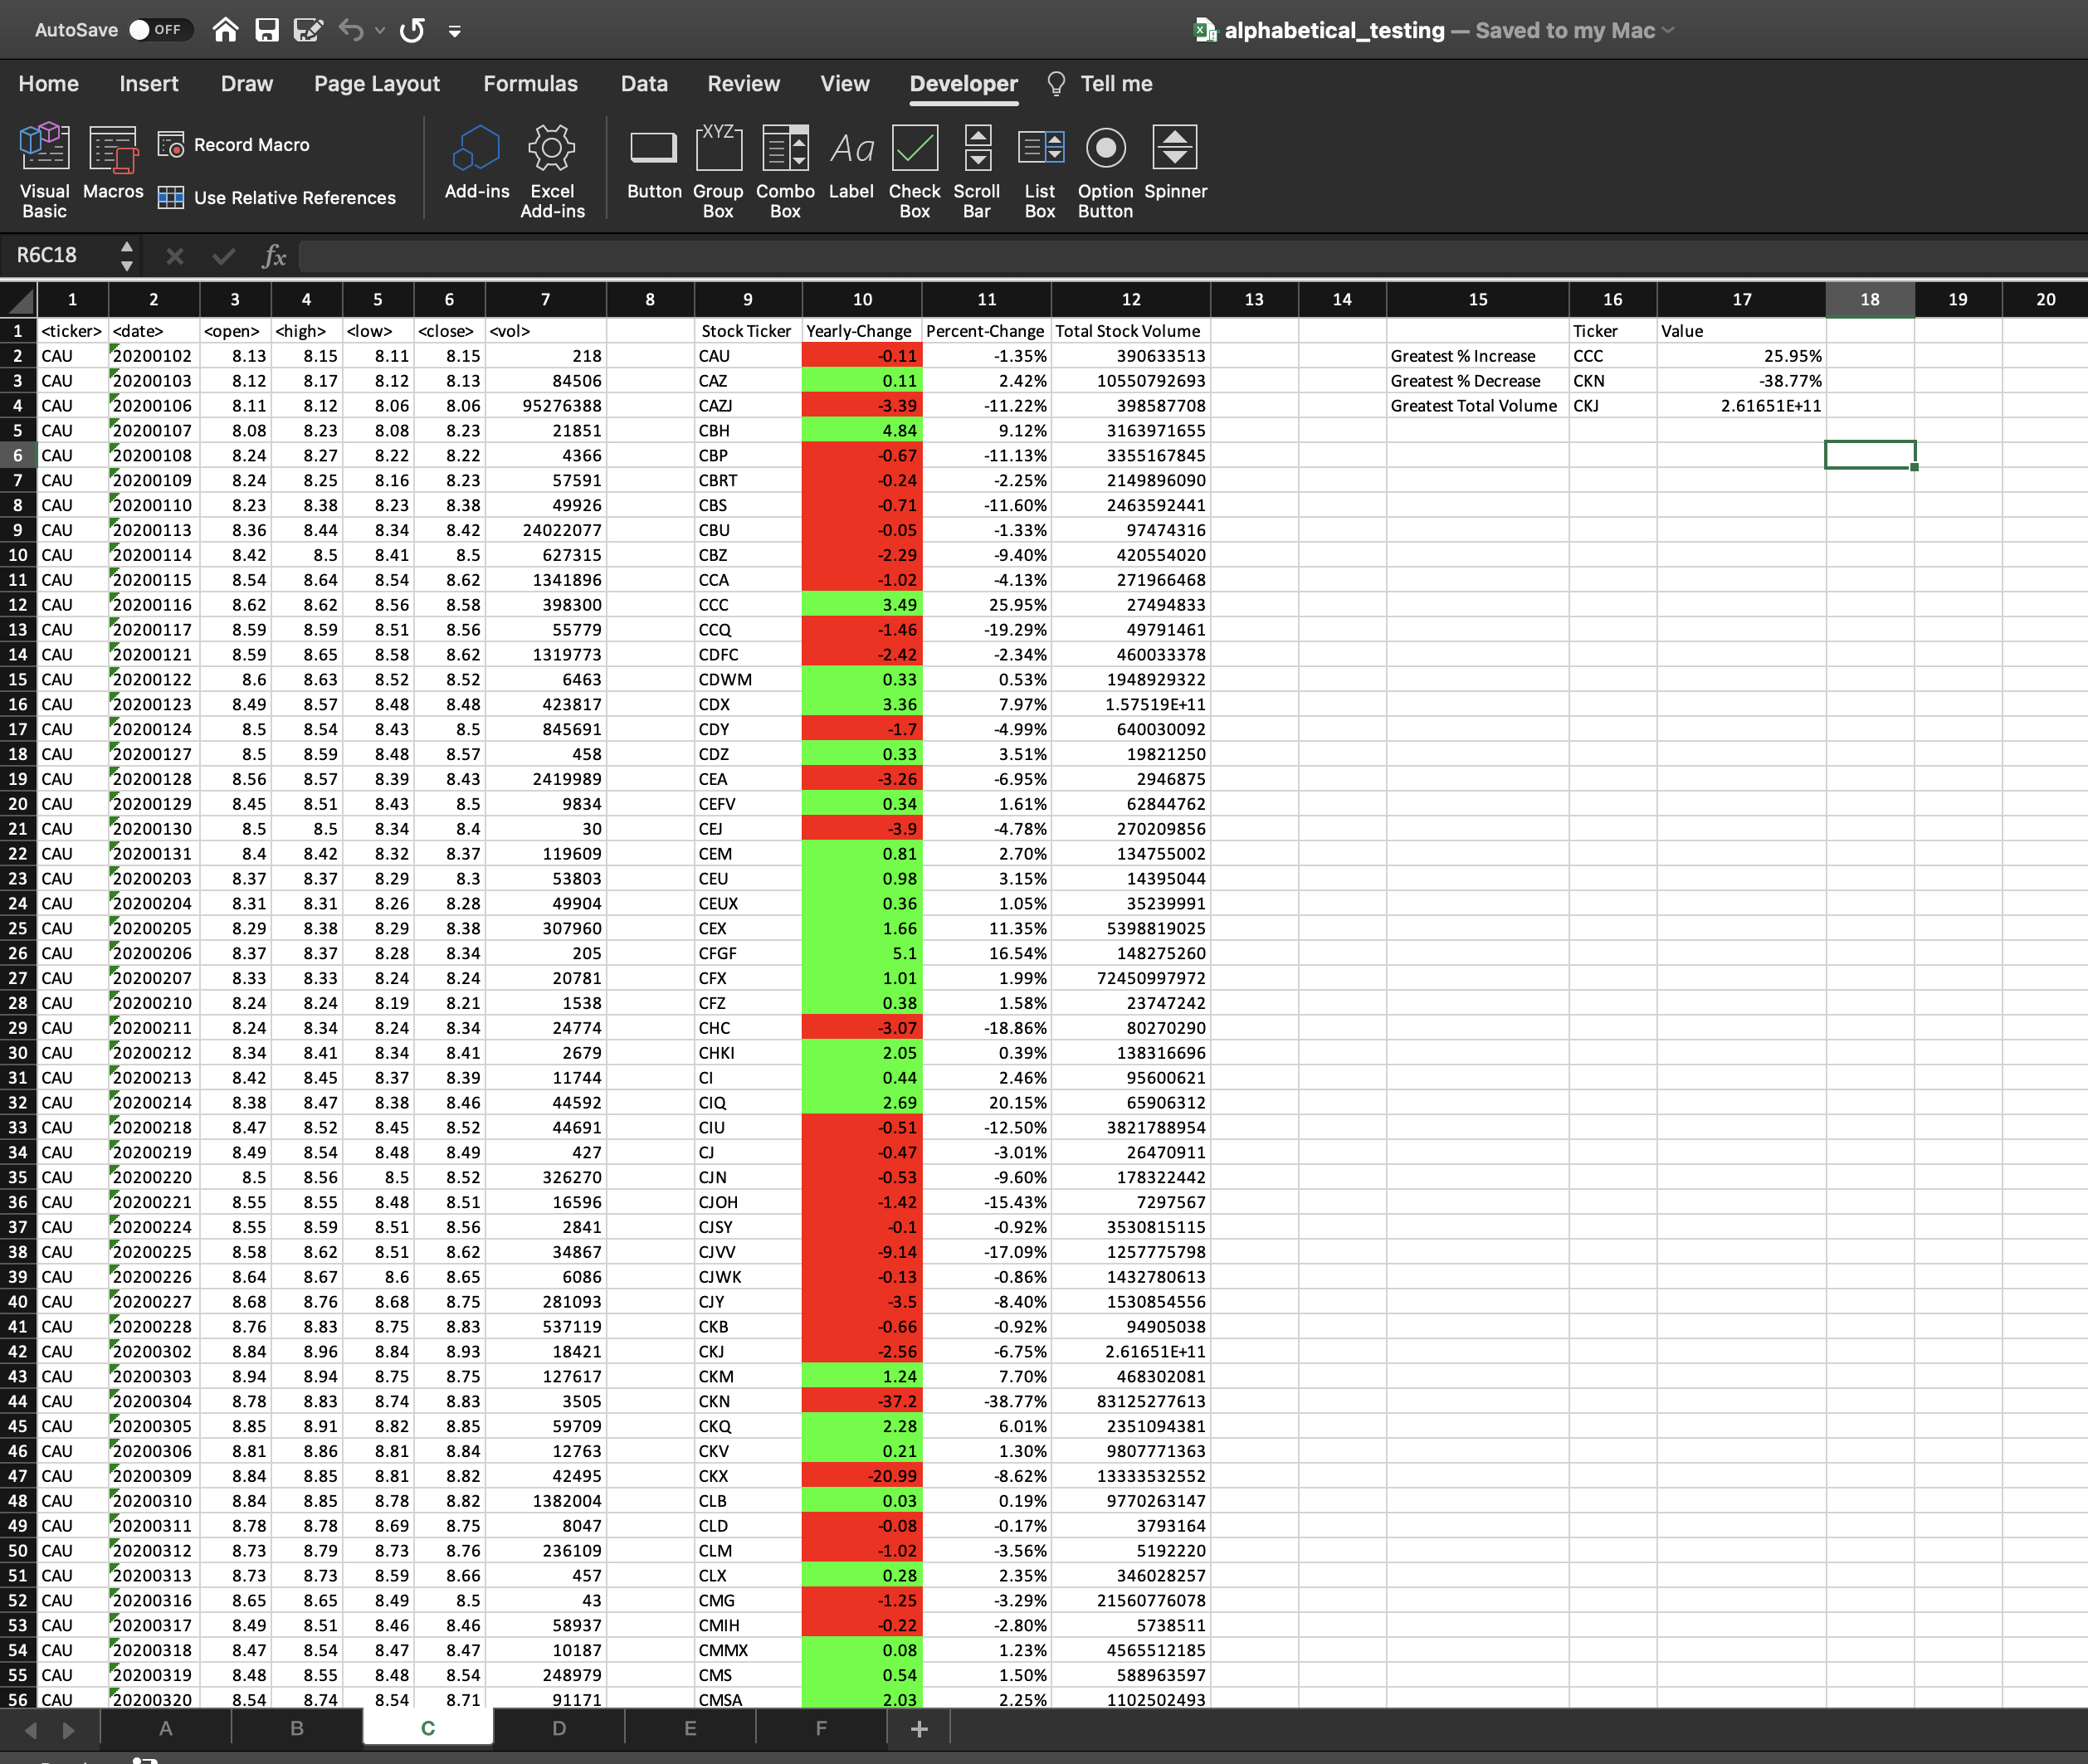 AutoSave OFF alphabetical_testing — Saved to my Mac
Home Insert Draw Page Layout Formulas Data Review View Developer Tell me
Visual Basic Macros Record Macro Use Relative References Add-ins Excel Add-ins Button Group Box Combo Box Label Check Box Scroll Bar List Box Option Button Spinner
R6C18 fx
1 2 3 4 5 6 7 8 9 10 11 12 13 14 15 16 17 18 19 20
1 <ticker> <date> <open> <high> <low> <close> <vol> Stock Ticker Yearly-Change Percent-Change Total Stock Volume Ticker Value
2 CAU 20200102 8.13 8.15 8.11 8.15 218 CAU -0.11 -1.35% 390633513 Greatest % Increase CCC 25.95%
3 CAU 20200103 8.12 8.17 8.12 8.13 84506 CAZ 0.11 2.42% 10550792693 Greatest % Decrease CKN -38.77%
4 CAU 20200106 8.11 8.12 8.06 8.06 95276388 CAZJ -3.39 -11.22% 398587708 Greatest Total Volume CKJ 2.61651E+11
5 CAU 20200107 8.08 8.23 8.08 8.23 21851 CBH 4.84 9.12% 3163971655
6 CAU 20200108 8.24 8.27 8.22 8.22 4366 CBP -0.67 -11.13% 3355167845
7 CAU 20200109 8.24 8.25 8.16 8.23 57591 CBRT -0.24 -2.25% 2149896090
8 CAU 20200110 8.23 8.38 8.23 8.38 49926 CBS -0.71 -11.60% 2463592441
9 CAU 20200113 8.36 8.44 8.34 8.42 24022077 CBU -0.05 -1.33% 97474316
10 CAU 20200114 8.42 8.5 8.41 8.5 627315 CBZ -2.29 -9.40% 420554020
11 CAU 20200115 8.54 8.64 8.54 8.62 1341896 CCA -1.02 -4.13% 271966468
12 CAU 20200116 8.62 8.62 8.56 8.58 398300 CCC 3.49 25.95% 27494833
13 CAU 20200117 8.59 8.59 8.51 8.56 55779 CCQ -1.46 -19.29% 49791461
14 CAU 20200121 8.59 8.65 8.58 8.62 1319773 CDFC -2.42 -2.34% 460033378
15 CAU 20200122 8.6 8.63 8.52 8.52 6463 CDWM 0.33 0.53% 1948929322
16 CAU 20200123 8.49 8.57 8.48 8.48 423817 CDX 3.36 7.97% 1.57519E+11
17 CAU 20200124 8.5 8.54 8.43 8.5 845691 CDY -1.7 -4.99% 640030092
18 CAU 20200127 8.5 8.59 8.48 8.57 458 CDZ 0.33 3.51% 19821250
19 CAU 20200128 8.56 8.57 8.39 8.43 2419989 CEA -3.26 -6.95% 2946875
20 CAU 20200129 8.45 8.51 8.43 8.5 9834 CEFV 0.34 1.61% 62844762
21 CAU 20200130 8.5 8.5 8.34 8.4 30 CEJ -3.9 -4.78% 270209856
22 CAU 20200131 8.4 8.42 8.32 8.37 119609 CEM 0.81 2.70% 134755002
23 CAU 20200203 8.37 8.37 8.29 8.3 53803 CEU 0.98 3.15% 14395044
24 CAU 20200204 8.31 8.31 8.26 8.28 49904 CEUX 0.36 1.05% 35239991
25 CAU 20200205 8.29 8.38 8.29 8.38 307960 CEX 1.66 11.35% 5398819025
26 CAU 20200206 8.37 8.37 8.28 8.34 205 CFGF 5.1 16.54% 148275260
27 CAU 20200207 8.33 8.33 8.24 8.24 20781 CFX 1.01 1.99% 72450997972
28 CAU 20200210 8.24 8.24 8.19 8.21 1538 CFZ 0.38 1.58% 23747242
29 CAU 20200211 8.24 8.34 8.24 8.34 24774 CHC -3.07 -18.86% 80270290
30 CAU 20200212 8.34 8.41 8.34 8.41 2679 CHKI 2.05 0.39% 138316696
31 CAU 20200213 8.42 8.45 8.37 8.39 11744 CI 0.44 2.46% 95600621
32 CAU 20200214 8.38 8.47 8.38 8.46 44592 CIQ 2.69 20.15% 65906312
33 CAU 20200218 8.47 8.52 8.45 8.52 44691 CIU -0.51 -12.50% 3821788954
34 CAU 20200219 8.49 8.54 8.48 8.49 427 CJ -0.47 -3.01% 26470911
35 CAU 20200220 8.5 8.56 8.5 8.52 326270 CJN -0.53 -9.60% 178322442
36 CAU 20200221 8.55 8.55 8.48 8.51 16596 CJOH -1.42 -15.43% 7297567
37 CAU 20200224 8.55 8.59 8.51 8.56 2841 CJSY -0.1 -0.92% 3530815115
38 CAU 20200225 8.58 8.62 8.51 8.62 34867 CJVV -9.14 -17.09% 1257775798
39 CAU 20200226 8.64 8.67 8.6 8.65 6086 CJWK -0.13 -0.86% 1432780613
40 CAU 20200227 8.68 8.76 8.68 8.75 281093 CJY -3.5 -8.40% 1530854556
41 CAU 20200228 8.76 8.83 8.75 8.83 537119 CKB -0.66 -0.92% 94905038
42 CAU 20200302 8.84 8.96 8.84 8.93 18421 CKJ -2.56 -6.75% 2.61651E+11
43 CAU 20200303 8.94 8.94 8.75 8.75 127617 CKM 1.24 7.70% 468302081
44 CAU 20200304 8.78 8.83 8.74 8.83 3505 CKN -37.2 -38.77% 83125277613
45 CAU 20200305 8.85 8.91 8.82 8.85 59709 CKQ 2.28 6.01% 2351094381
46 CAU 20200306 8.81 8.86 8.81 8.84 12763 CKV 0.21 1.30% 9807771363
47 CAU 20200309 8.84 8.85 8.81 8.82 42495 CKX -20.99 -8.62% 13333532552
48 CAU 20200310 8.84 8.85 8.78 8.82 1382004 CLB 0.03 0.19% 9770263147
49 CAU 20200311 8.78 8.78 8.69 8.75 8047 CLD -0.08 -0.17% 3793164
50 CAU 20200312 8.73 8.79 8.73 8.76 236109 CLM -1.02 -3.56% 5192220
51 CAU 20200313 8.73 8.73 8.59 8.66 457 CLX 0.28 2.35% 346028257
52 CAU 20200316 8.65 8.65 8.49 8.5 43 CMG -1.25 -3.29% 21560776078
53 CAU 20200317 8.49 8.51 8.46 8.46 58937 CMIH -0.22 -2.80% 5738511
54 CAU 20200318 8.47 8.54 8.47 8.47 10187 CMMX 0.08 1.23% 4565512185
55 CAU 20200319 8.48 8.55 8.48 8.54 248979 CMS 0.54 1.50% 588963597
56 CAU 20200320 8.54 8.74 8.54 8.71 91171 CMSA 2.03 2.25% 1102502493
A B C D E F +